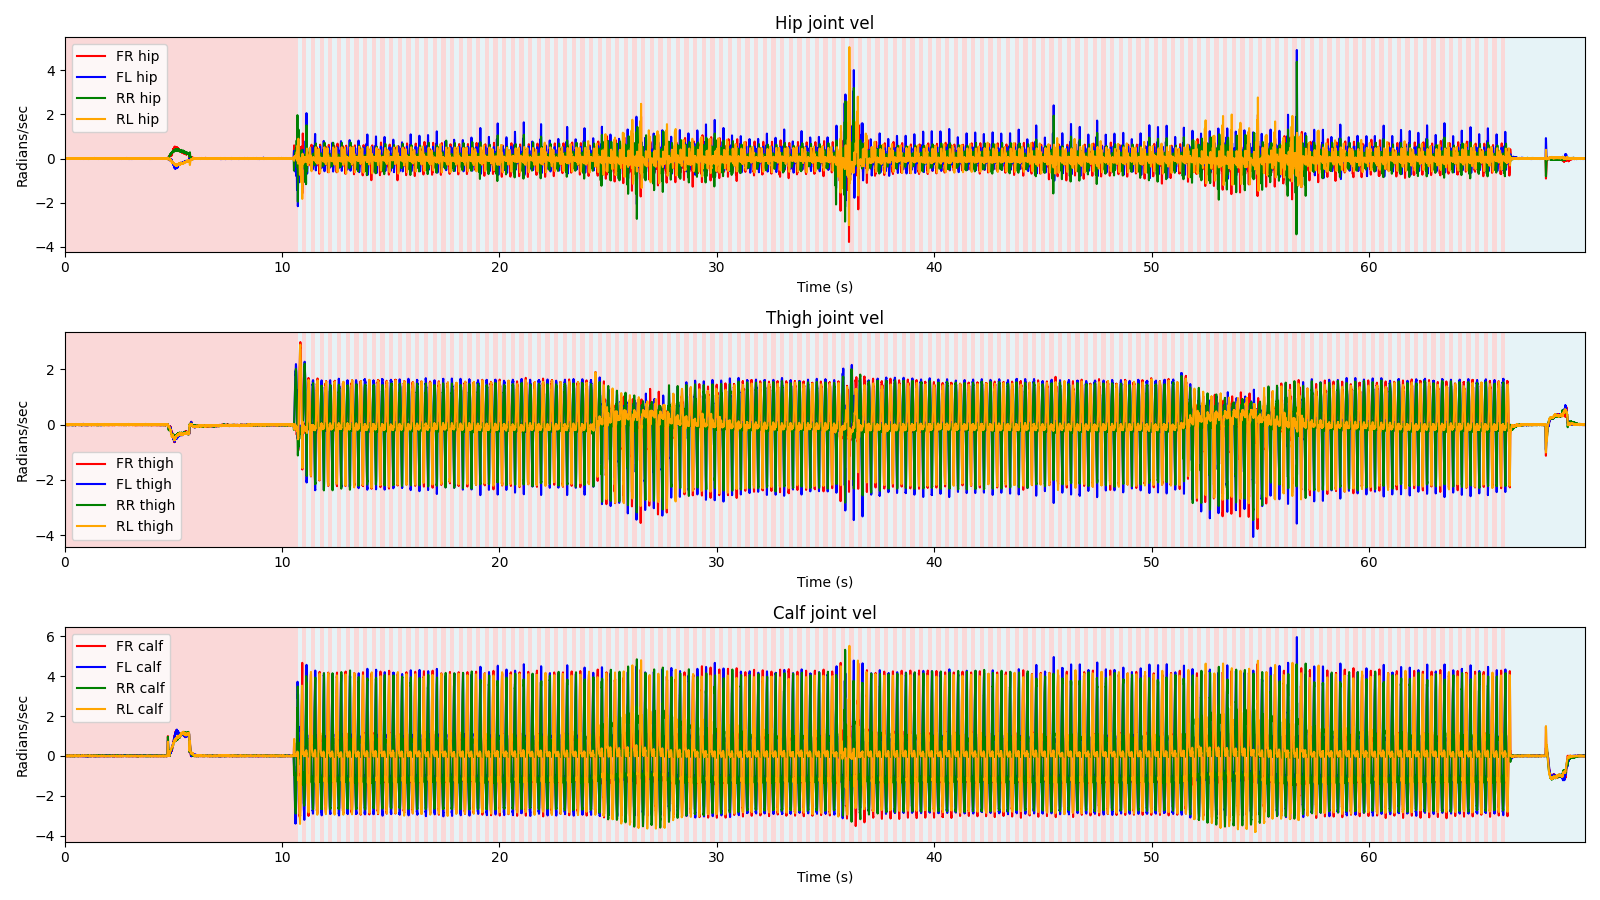 Hip joint vel
Radians/sec
4
2
0
−2
−4
FR hip
FL hip
RR hip
RL hip
0 10 20 30 40 50 60
Time (s)
Thigh joint vel
Radians/sec
2
0
−2
−4
FR thigh
FL thigh
RR thigh
RL thigh
0 10 20 30 40 50 60
Time (s)
Calf joint vel
Radians/sec
6
4
2
0
−2
−4
FR calf
FL calf
RR calf
RL calf
0 10 20 30 40 50 60
Time (s)